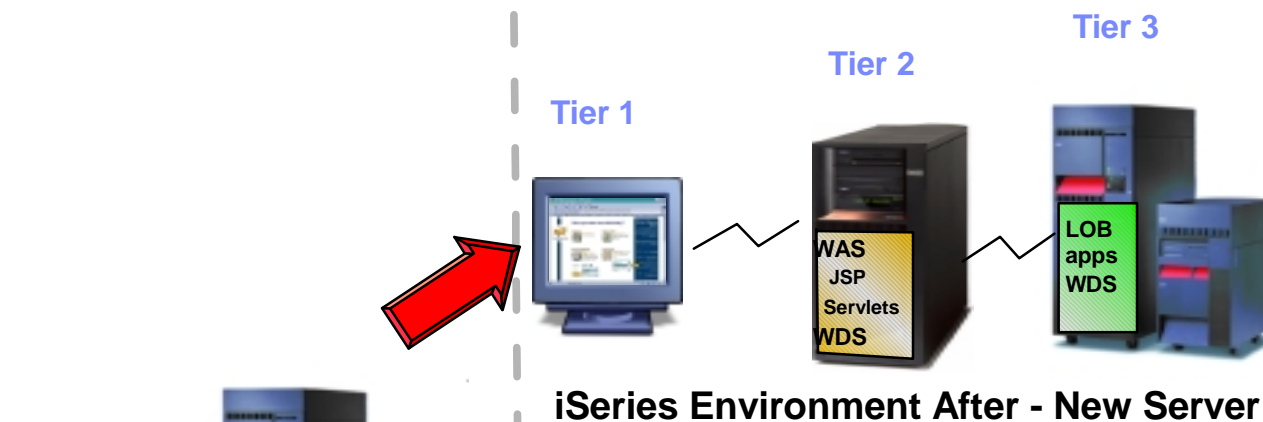 Tier 3
Tier 2
Tier 1
WAS
JSP
Servlets
WDS
LOB
apps
WDS
iSeries Environment After - New Server